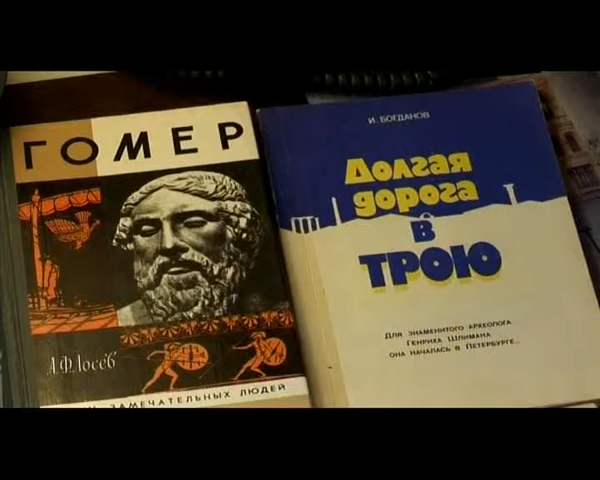 ГОМЕР
А.Ф.Лосев
ЗАМЕЧАТЕЛЬНЫХ ЛЮДЕЙ
И. БОГДАНОВ
Долгая
дорога
в
ТРОЮ
Для знаменитого археолога
Генриха Шлимана
она началась в Петербурге...